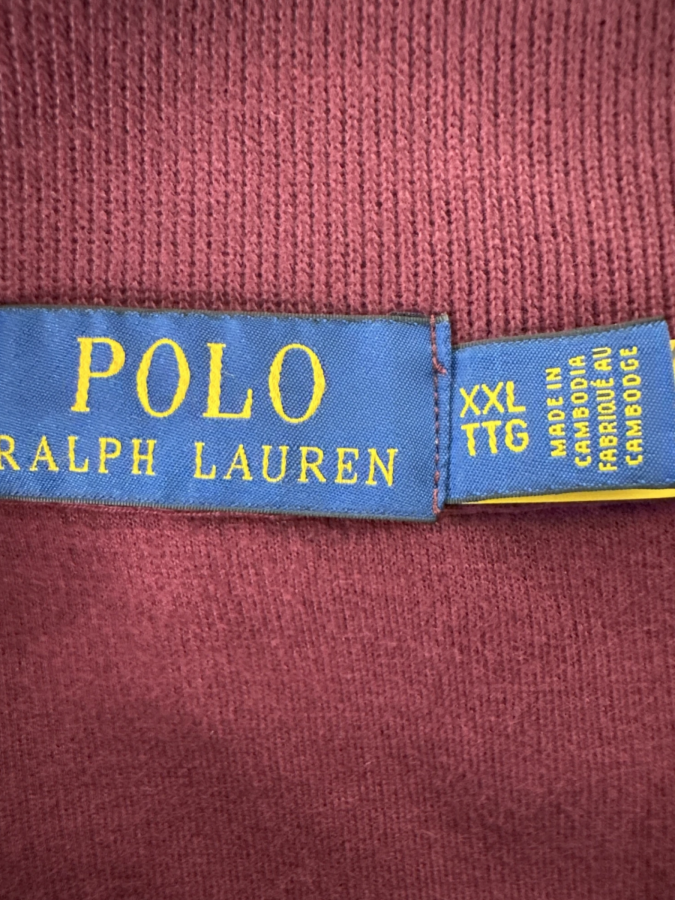 POLO
RALPH LAUREN
XXL
TTG
MADE IN
CAMBODIA
FABRIQUÉ AU
CAMBODGE